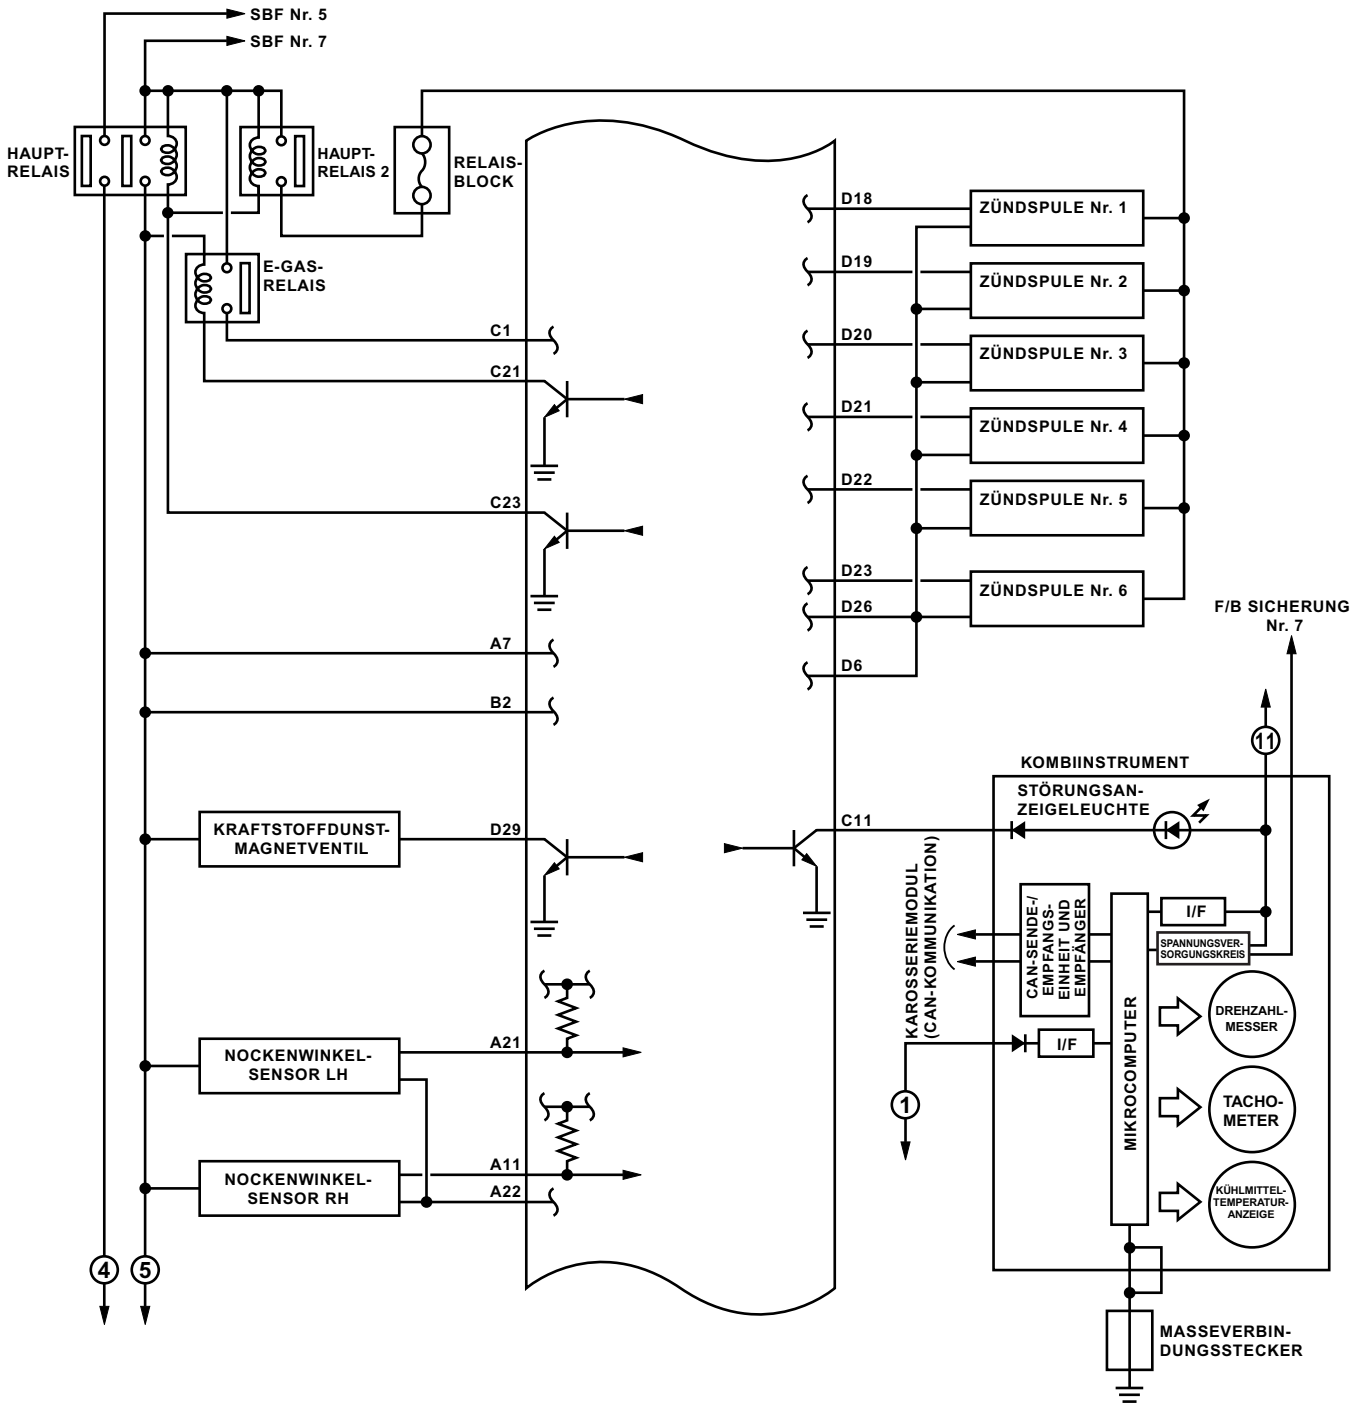 SBF Nr. 5
SBF Nr. 7
HAUPT-
RELAIS
HAUPT-
RELAIS 2
RELAIS-
BLOCK
E-GAS-
RELAIS
C1
C21
C23
A7
B2
KRAFTSTOFFDUNST-
MAGNETVENTIL
D29
NOCKENWINKEL-
SENSOR LH
A21
NOCKENWINKEL-
SENSOR RH
A11
A22
4
5
D18
ZÜNDSPULE Nr. 1
D19
ZÜNDSPULE Nr. 2
D20
ZÜNDSPULE Nr. 3
D21
ZÜNDSPULE Nr. 4
D22
ZÜNDSPULE Nr. 5
D23
ZÜNDSPULE Nr. 6
D26
D6
F/B SICHERUNG
Nr. 7
11
KOMBIINSTRUMENT
STÖRUNGSAN-
ZEIGELEUCHTE
C11
KAROSSERIEMODUL
(CAN-KOMMUNIKATION)
CAN-SENDE-/
EMPFANGS-
EINHEIT UND
EMPFÄNGER
I/F
SPANNUNGSVER-
SORGUNGSKREIS
MIKROCOMPUTER
I/F
1
DREHZAHL-
MESSER
TACHO-
METER
KÜHLMITTEL-
TEMPERATUR-
ANZEIGE
MASSEVERBIN-
DUNGSSTECKER